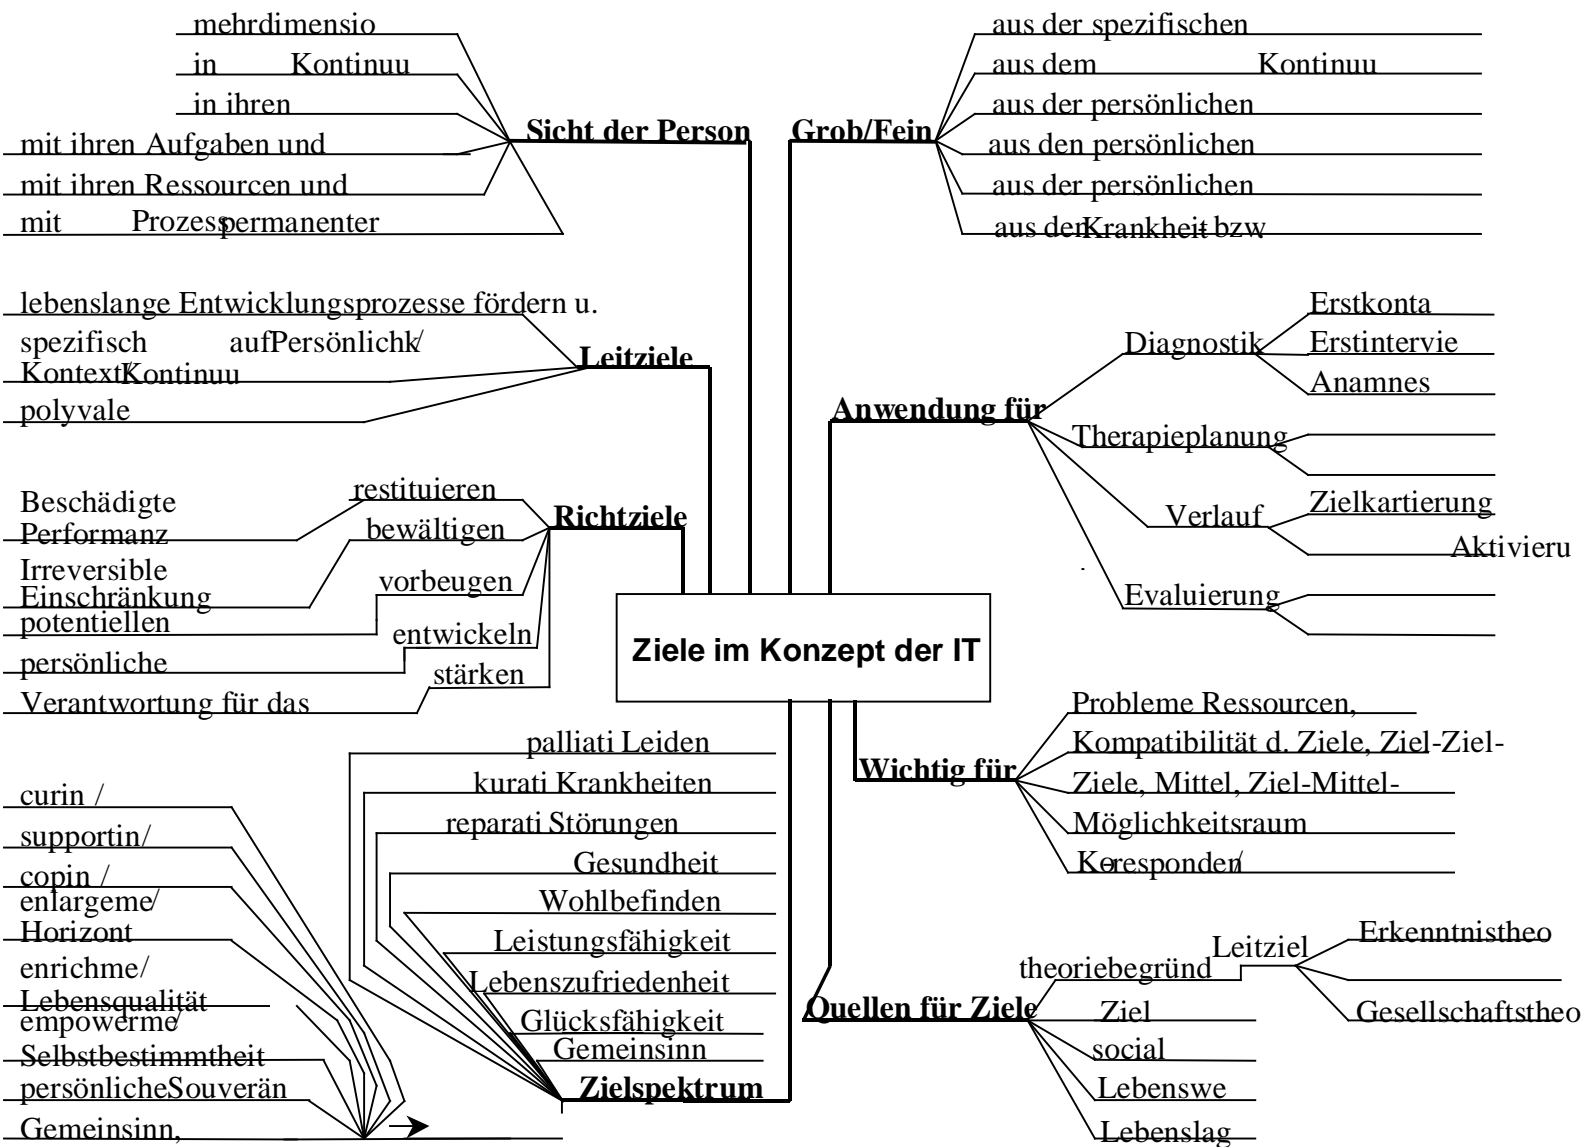 mehrdimensio
in Kontinuu
in ihren
mit ihren Aufgaben und
mit ihren Ressourcen und
mit Prozess permanenter
Sicht der Person
lebenslange Entwicklungsprozesse fördern u.
spezifisch auf Persönlichk/
Kontext/Kontinuu
polyvale
Leitziele
Beschädigte
Performanz
restituieren
Irreversible
Einschränkung
bewältigen
potentiellen
vorbeugen
persönliche
entwickeln
Verantwortung für das
stärken
Richtziele
Ziele im Konzept der IT
palliati Leiden
kurati Krankheiten
reparati Störungen
Gesundheit
Wohlbefinden
Leistungsfähigkeit
Lebenszufriedenheit
Glücksfähigkeit
Gemeinsinn
Zielspektrum
curin /
supportin/
copin /
enlargeme/
Horizont
enrichme/
Lebensqualität
empowerme/
Selbstbestimmtheit
persönliche Souverän
Gemeinsinn,
Grob/Fein
aus der spezifischen
aus dem Kontinuu
aus der persönlichen
aus den persönlichen
aus der persönlichen
aus der Krankheit- bzw.
Anwendung für
Diagnostik
Erstkonta
Erstintervie
Anamnes
Therapieplanung
Verlauf
Zielkartierung
Aktivieru
Evaluierung
Wichtig für
Probleme Ressourcen,
Kompatibilität d. Ziele, Ziel-Ziel-
Ziele, Mittel, Ziel-Mittel-
Möglichkeitsraum
Ko-responden/
Quellen für Ziele
theoriebegründ
Leitziel
Erkenntnistheo
Gesellschaftstheo
Ziel
social
Lebenswe
Lebenslag